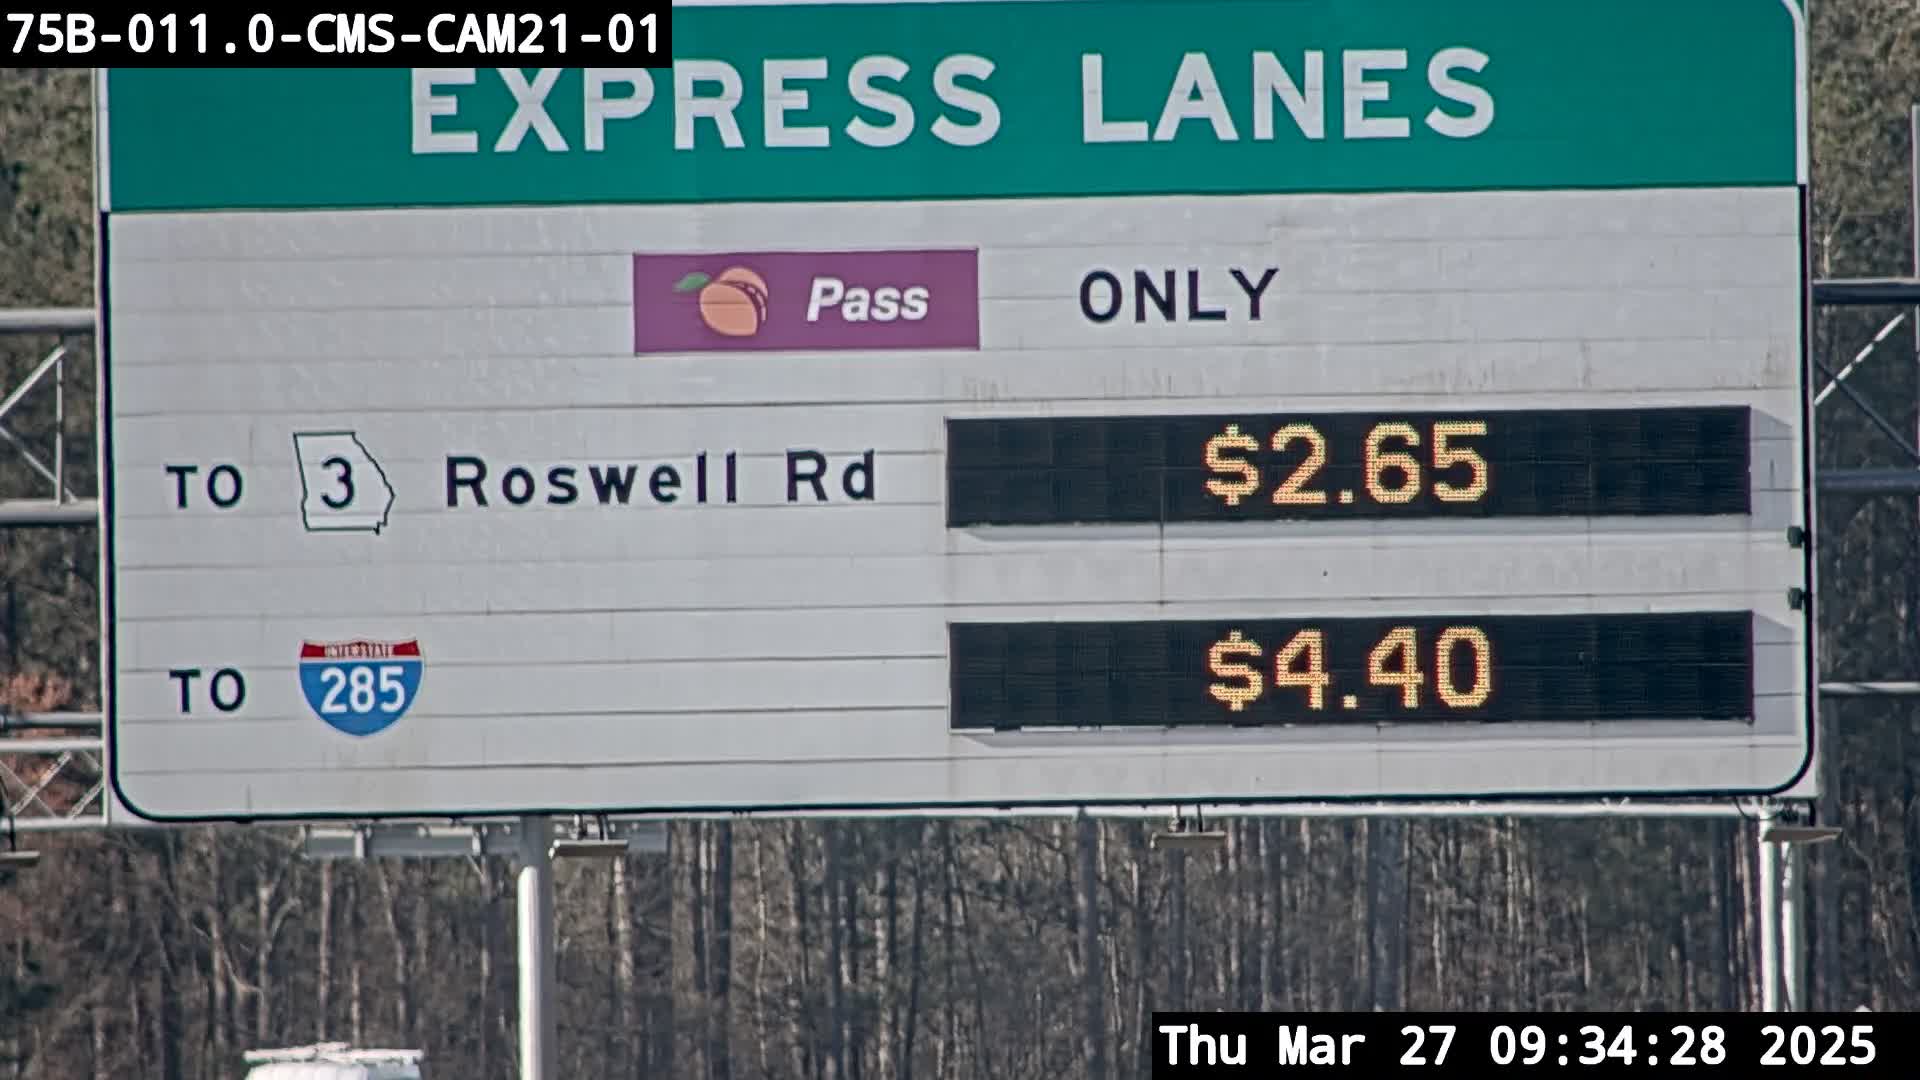 75B-011.0-CMS-CAM21-01
EXPRESS LANES
Pass ONLY
TO 3 Roswell Rd $2.65
TO INTERSTATE 285 $4.40
Thu Mar 27 09:34:28 2025